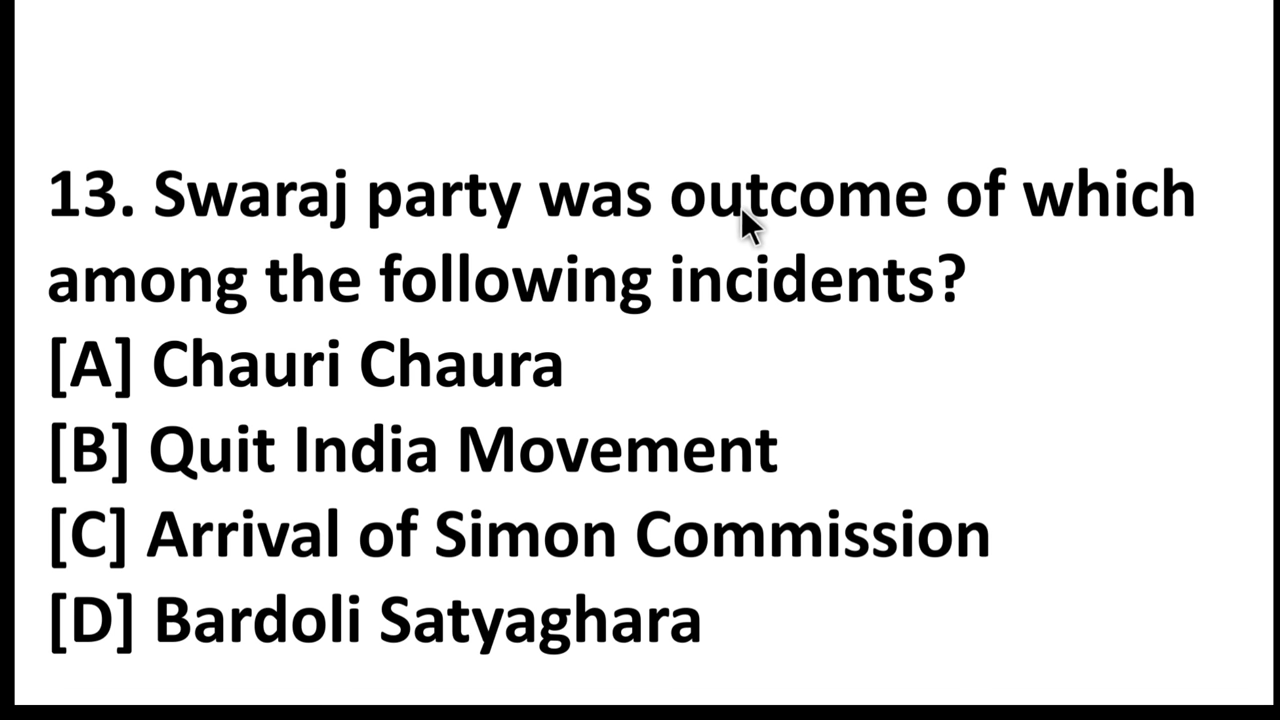 13. Swaraj party was outcome of which
among the following incidents?
[A] Chauri Chaura
[B] Quit India Movement
[C] Arrival of Simon Commission
[D] Bardoli Satyaghara